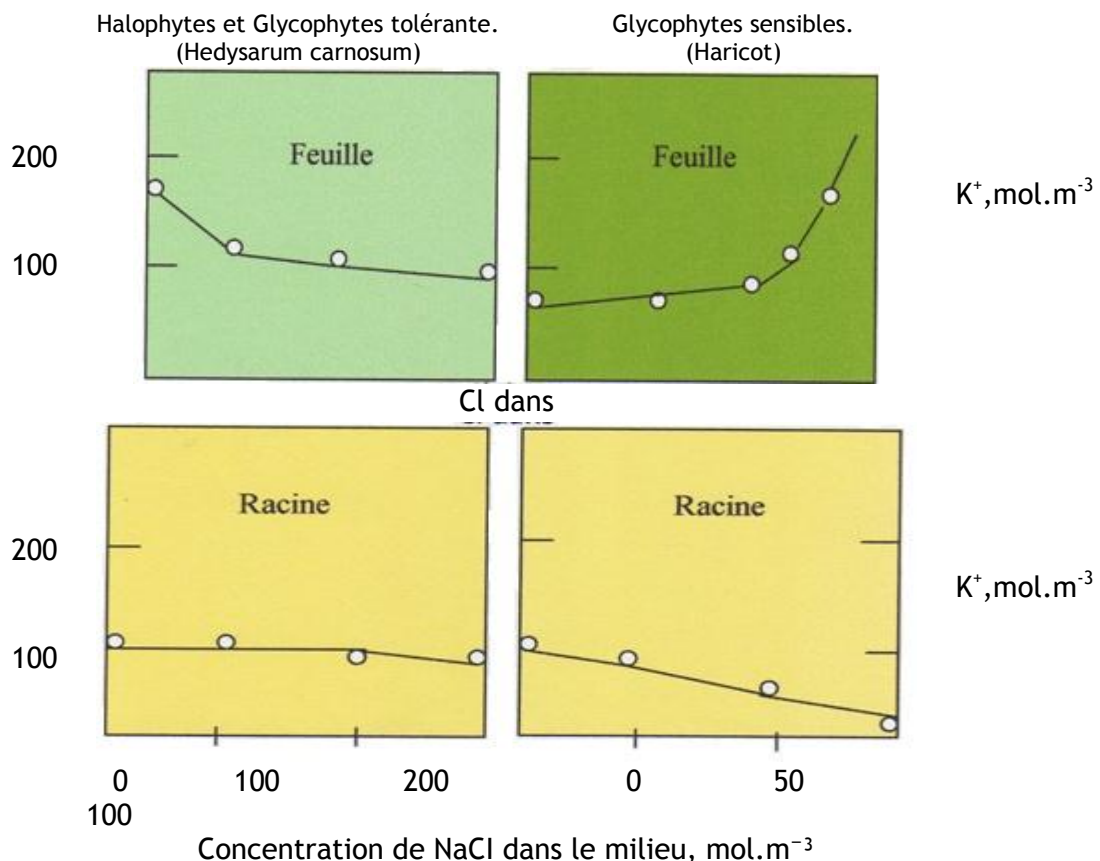 Halophytes et Glycophytes tolérante.
(Hedysarum carnosum)
Glycophytes sensibles.
(Haricot)
Feuille
Feuille
200
100
K⁺,mol.m⁻³
Cl dans
Racine
Racine
200
100
K⁺,mol.m⁻³
0 100 200 0 50
100
Concentration de NaCI dans le milieu, mol.m⁻³